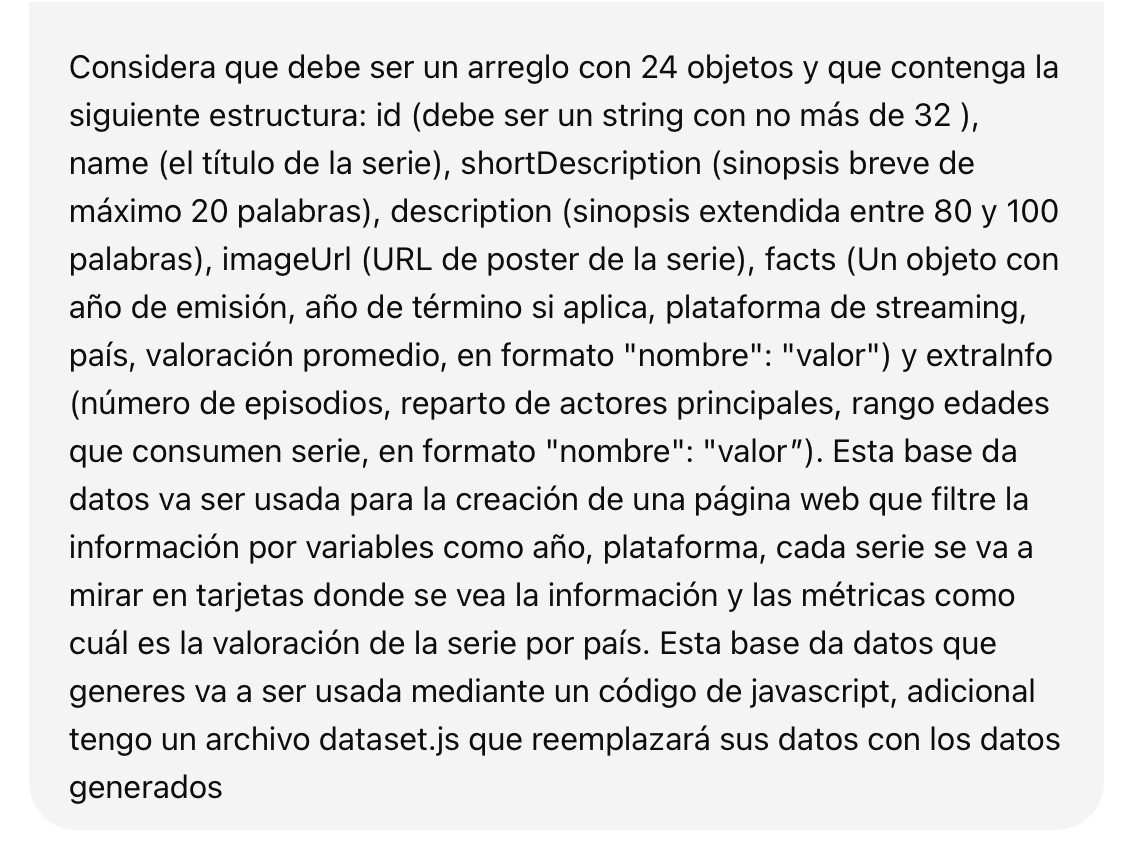 Considera que debe ser un arreglo con 24 objetos y que contenga la
siguiente estructura: id (debe ser un string con no más de 32 ),
name (el título de la serie), shortDescription (sinopsis breve de
máximo 20 palabras), description (sinopsis extendida entre 80 y 100
palabras), imageUrl (URL de poster de la serie), facts (Un objeto con
año de emisión, año de término si aplica, plataforma de streaming,
país, valoración promedio, en formato "nombre": "valor") y extraInfo
(número de episodios, reparto de actores principales, rango edades
que consumen serie, en formato "nombre": "valor”). Esta base da
datos va ser usada para la creación de una página web que filtre la
información por variables como año, plataforma, cada serie se va a
mirar en tarjetas donde se vea la información y las métricas como
cuál es la valoración de la serie por país. Esta base da datos que
generes va a ser usada mediante un código de javascript, adicional
tengo un archivo dataset.js que reemplazará sus datos con los datos
generados